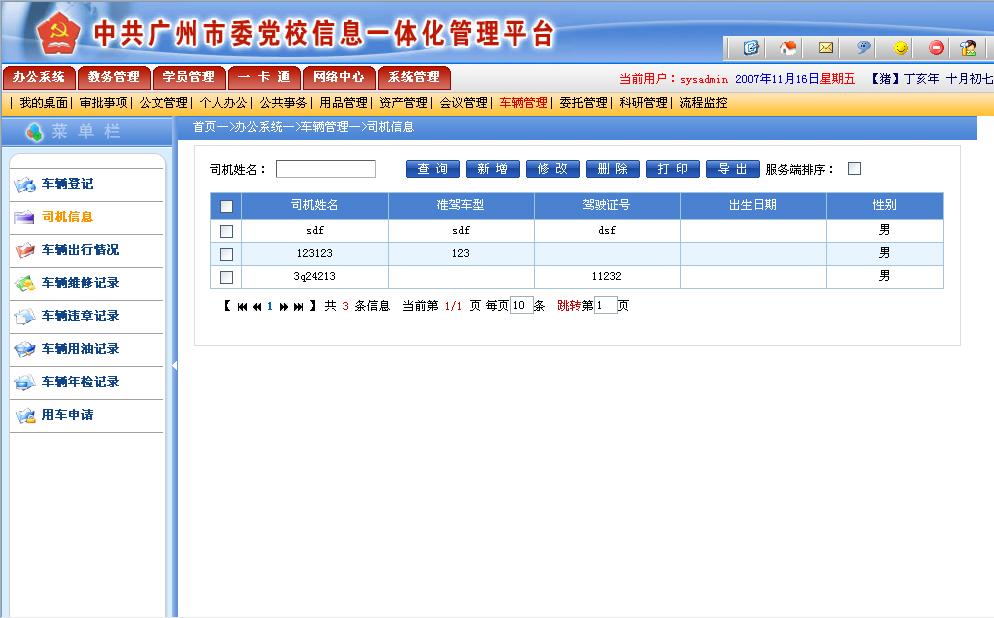 中共广州市委党校信息一体化管理平台
办公系统 教务管理 学员管理 一 卡 通 网络中心 系统管理
当前用户：sysadmin 2007年11月16日星期五 【猪】丁亥年 十月初七
| 我的桌面| 审批事项| 公文管理| 个人办公| 公共事务| 用品管理| 资产管理| 会议管理| 车辆管理| 委托管理| 科研管理| 流程监控
菜 单 栏
首页—>办公系统—>车辆管理—>司机信息
车辆登记
司机信息
车辆出行情况
车辆维修记录
车辆违章记录
车辆用油记录
车辆年检记录
用车申请
司机姓名： 查 询 新 增 修 改 删 除 打 印 导 出 服务端排序：
司机姓名 准驾车型 驾驶证号 出生日期 性别
sdf sdf dsf 男
123123 123 男
3q24213 11232 男
【 1 】 共 3 条信息 当前第 1/1 页 每页 10 条 跳转第 1 页